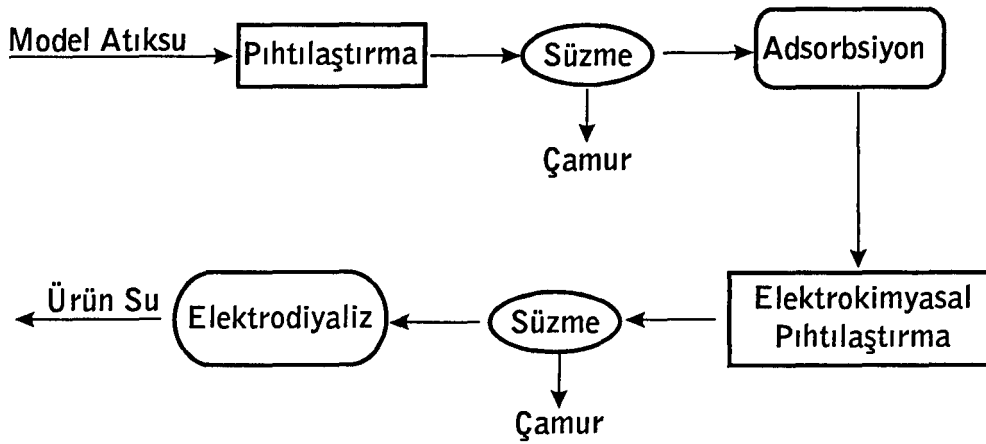 Model Atıksu
Pıhtılaştırma
Süzme
Adsorbsiyon
Çamur
Elektrokimyasal
Pıhtılaştırma
Süzme
Çamur
Elektrodiyaliz
Ürün Su